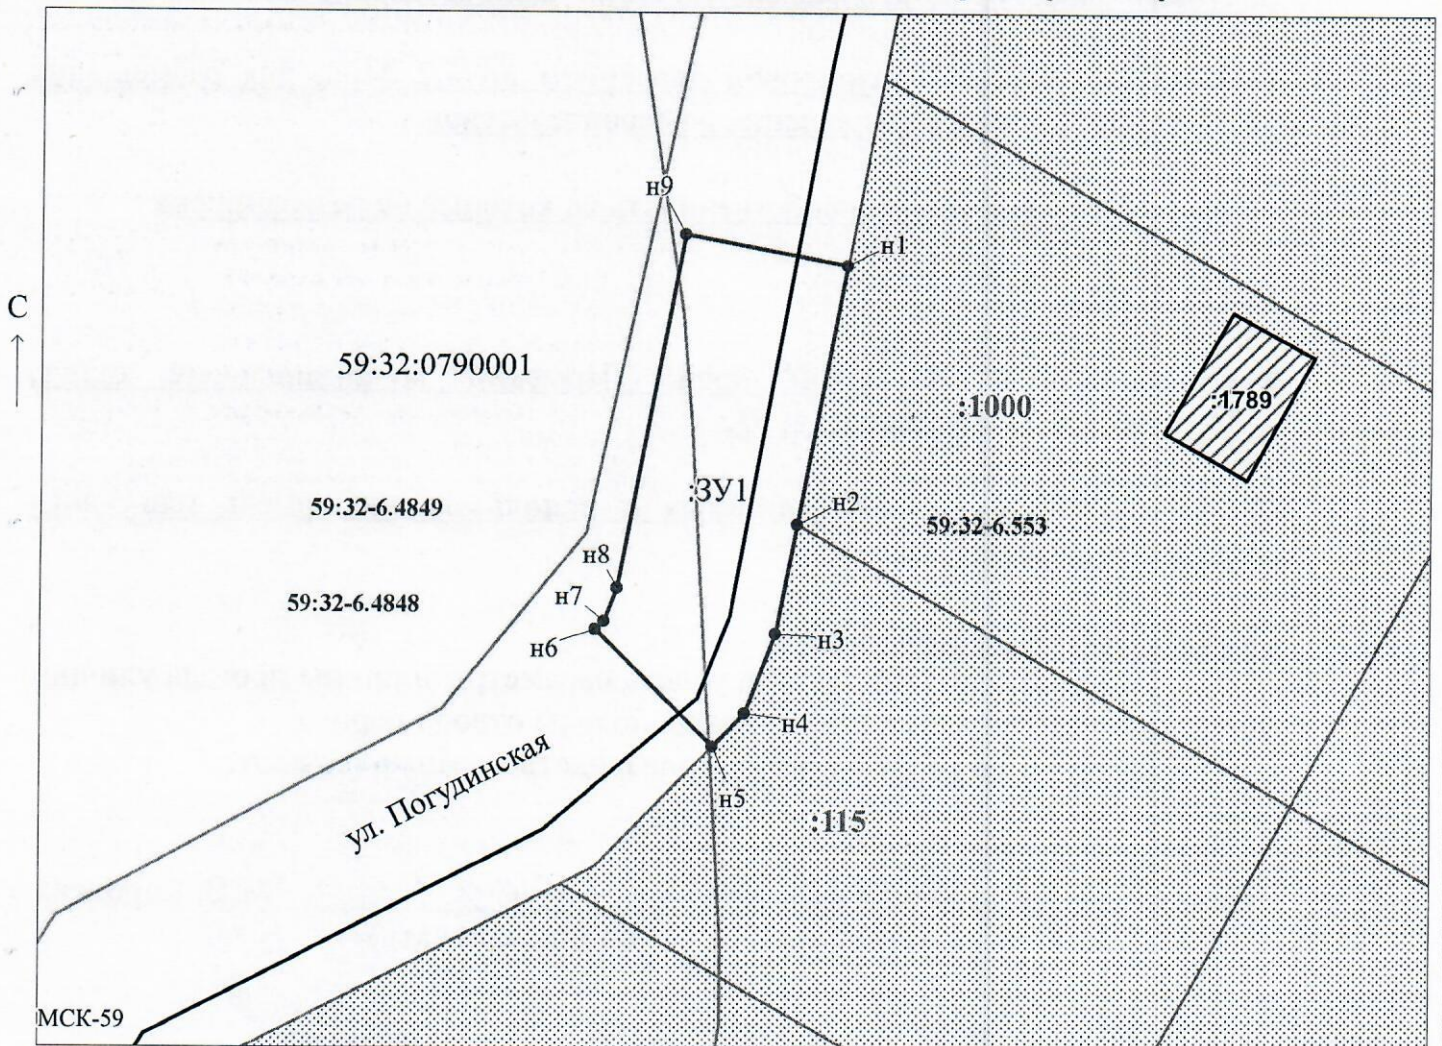 н9
н1
С
59:32:0790001
:1000
:1789
:ЗУ1
59:32-6.4849
н2
59:32-6.553
н8
59:32-6.4848
н7
н6
н3
н4
ул. Погудинская
н5
:115
МСК-59